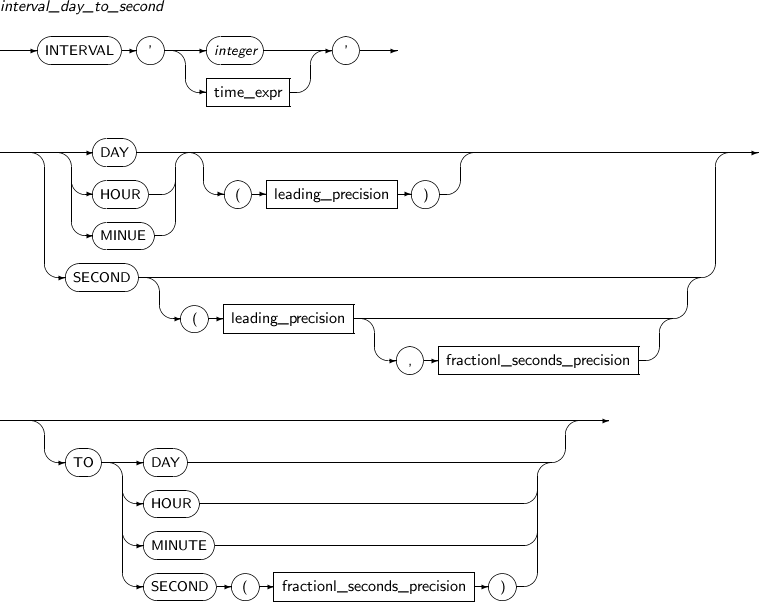 interval_day_to_second
INTERVAL ' integer '
time_expr
DAY
HOUR ( leading_precision )
MINUE
SECOND
( leading_precision
, fractionl_seconds_precision
TO DAY
HOUR
MINUTE
SECOND ( fractionl_seconds_precision )